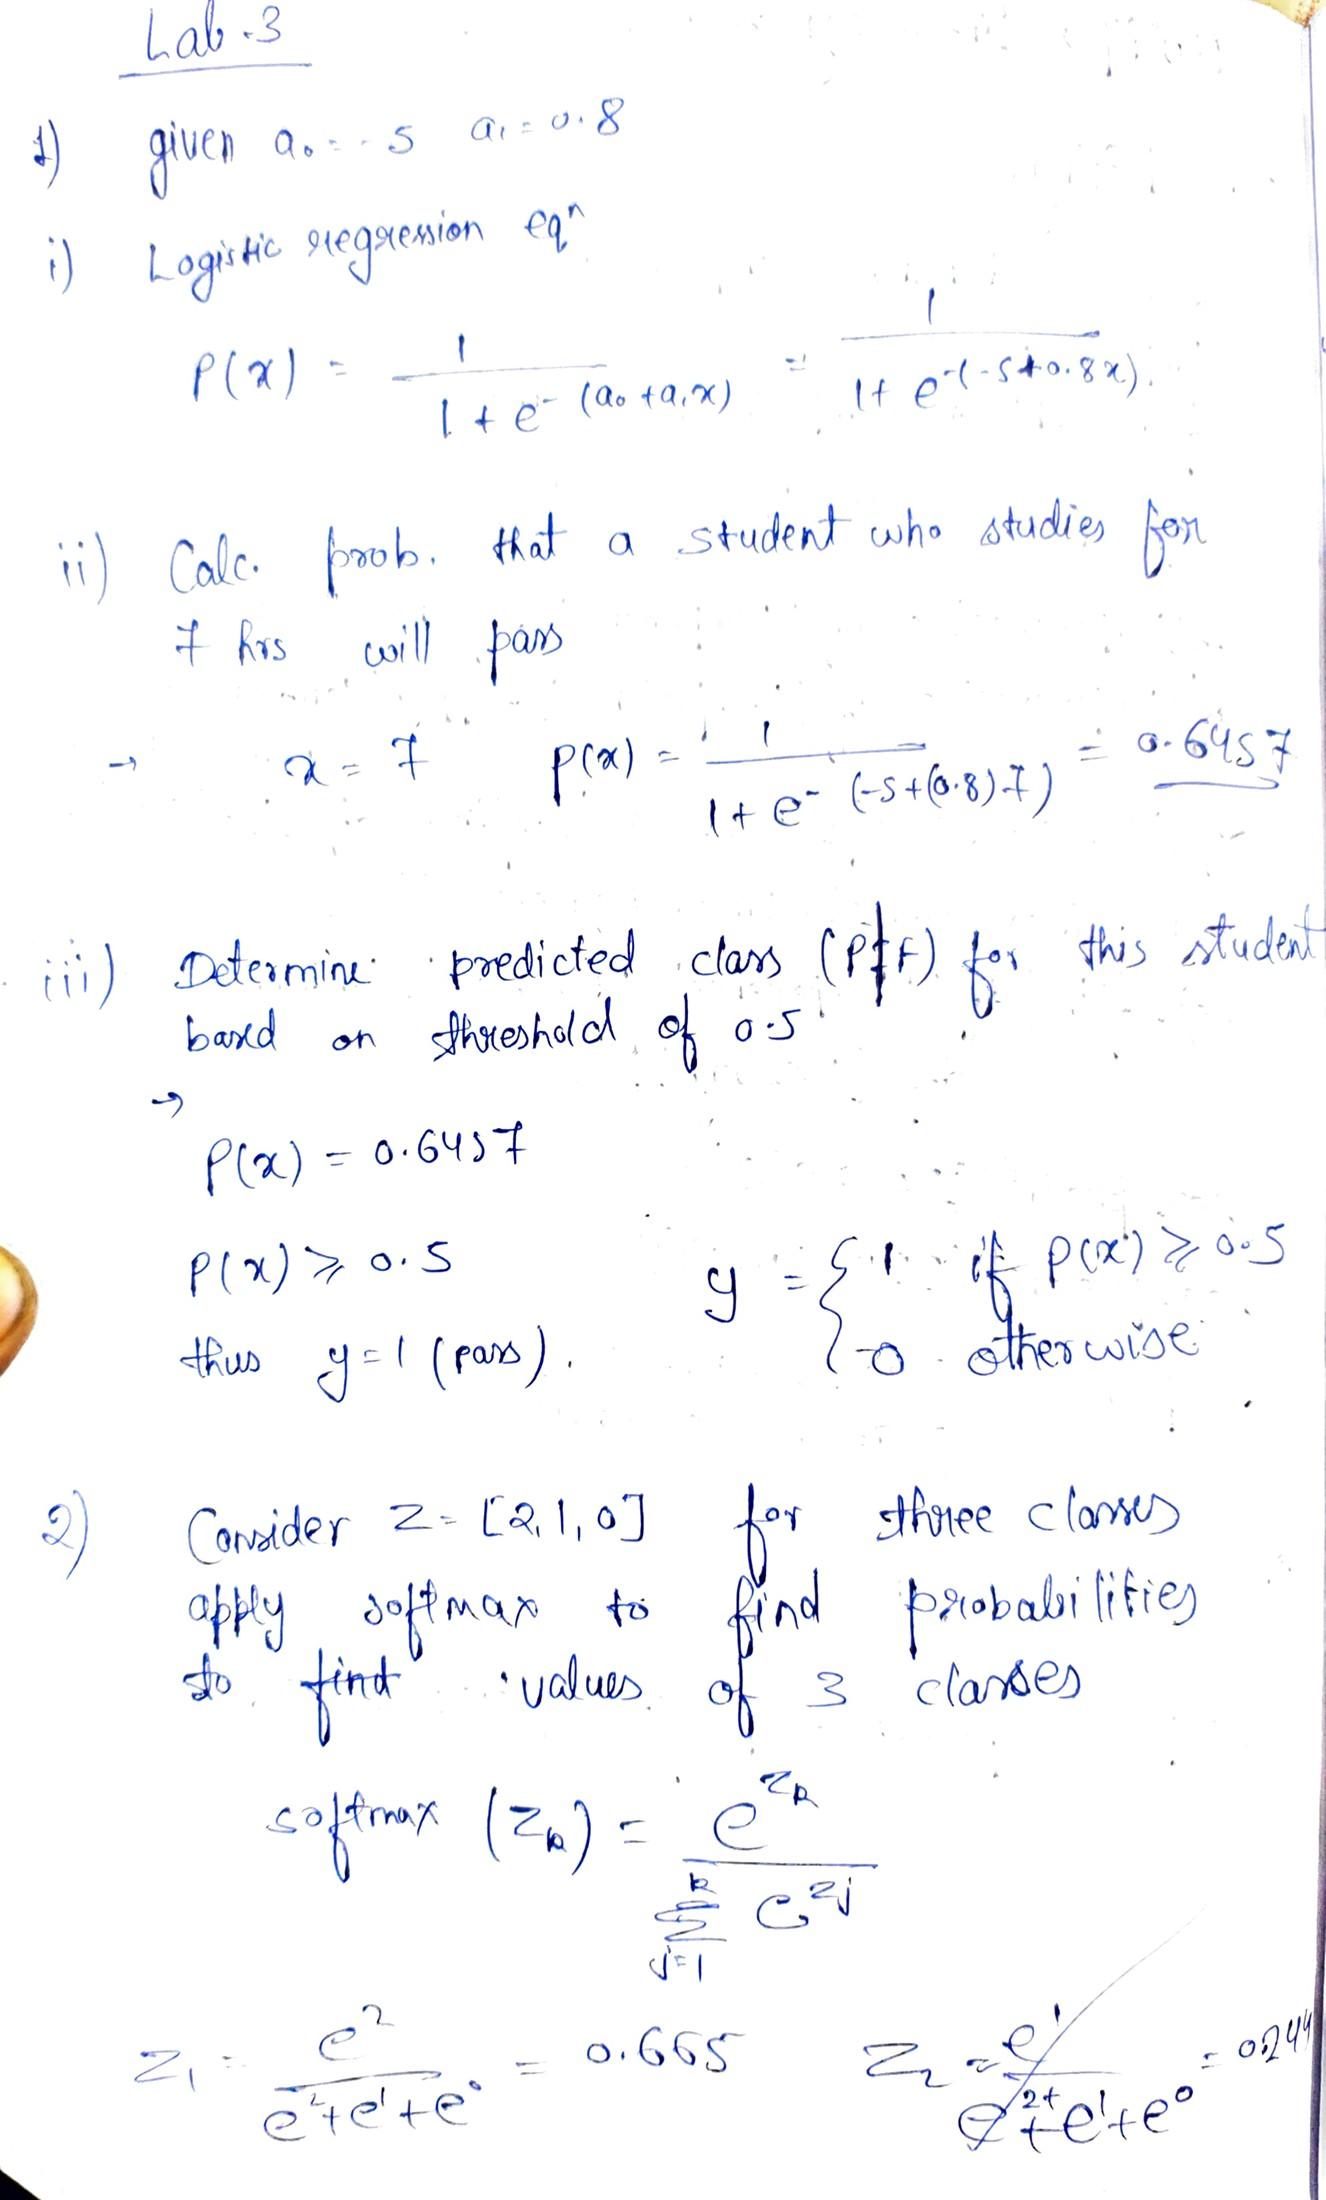 Lab-3
1) given a₀ = -5 a₁ = 0.8
i) Logistic regression eqⁿ
P(x) = 1 / (1 + e^-(a₀+a₁x)) = 1 / (1 + e^-(-5+0.8x)).
ii) Calc. prob. that a student who studies for
7 hrs will pass
→ x = 7 P(x) = 1 / (1 + e^-(-5+(0.8)7)) = 0.6457
iii) Determine predicted class (P/F) for this student
based on threshold of 0.5
→
P(x) = 0.6457
P(x) ≥ 0.5 y = { 1 if P(x) ≥ 0.5
thus y=1 (pass). 0 otherwise
2) Consider z = [2,1,0] for three classes
apply softmax to find probabilities
to find values of 3 classes
softmax (z_k) = e^z_k / Σ_{j=1}^{k} e^z_j
z₁ = e² / (e²+e¹+e⁰) = 0.665 z₂ = e¹ / (e²+e¹+e⁰) = 0.244